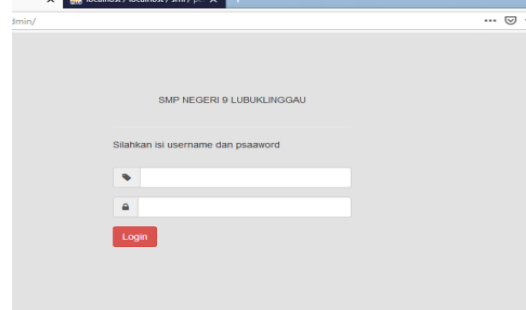 dmin/
SMP NEGERI 9 LUBUKLINGGAU
Silahkan isi username dan psaaword
Login